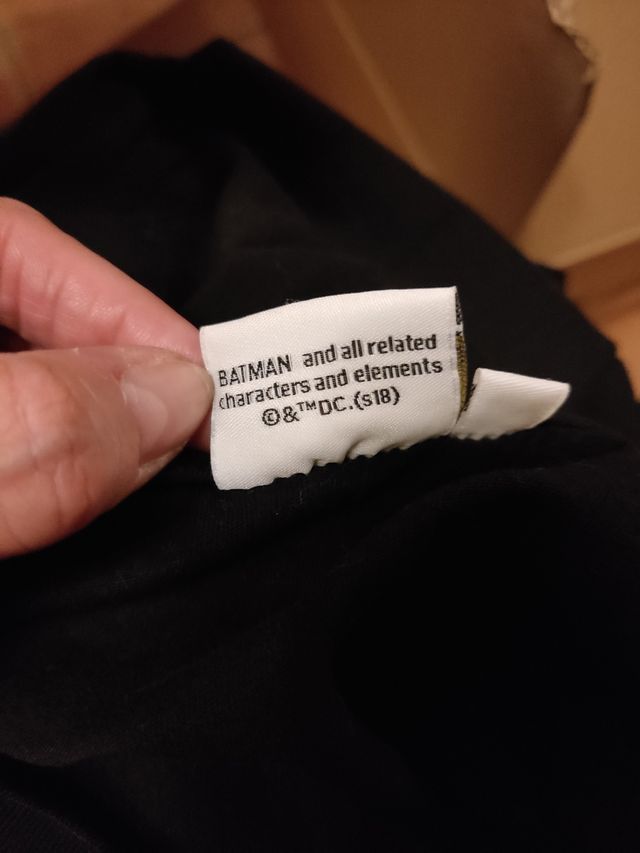 BATMAN and all related
characters and elements
©&™DC.(s18)